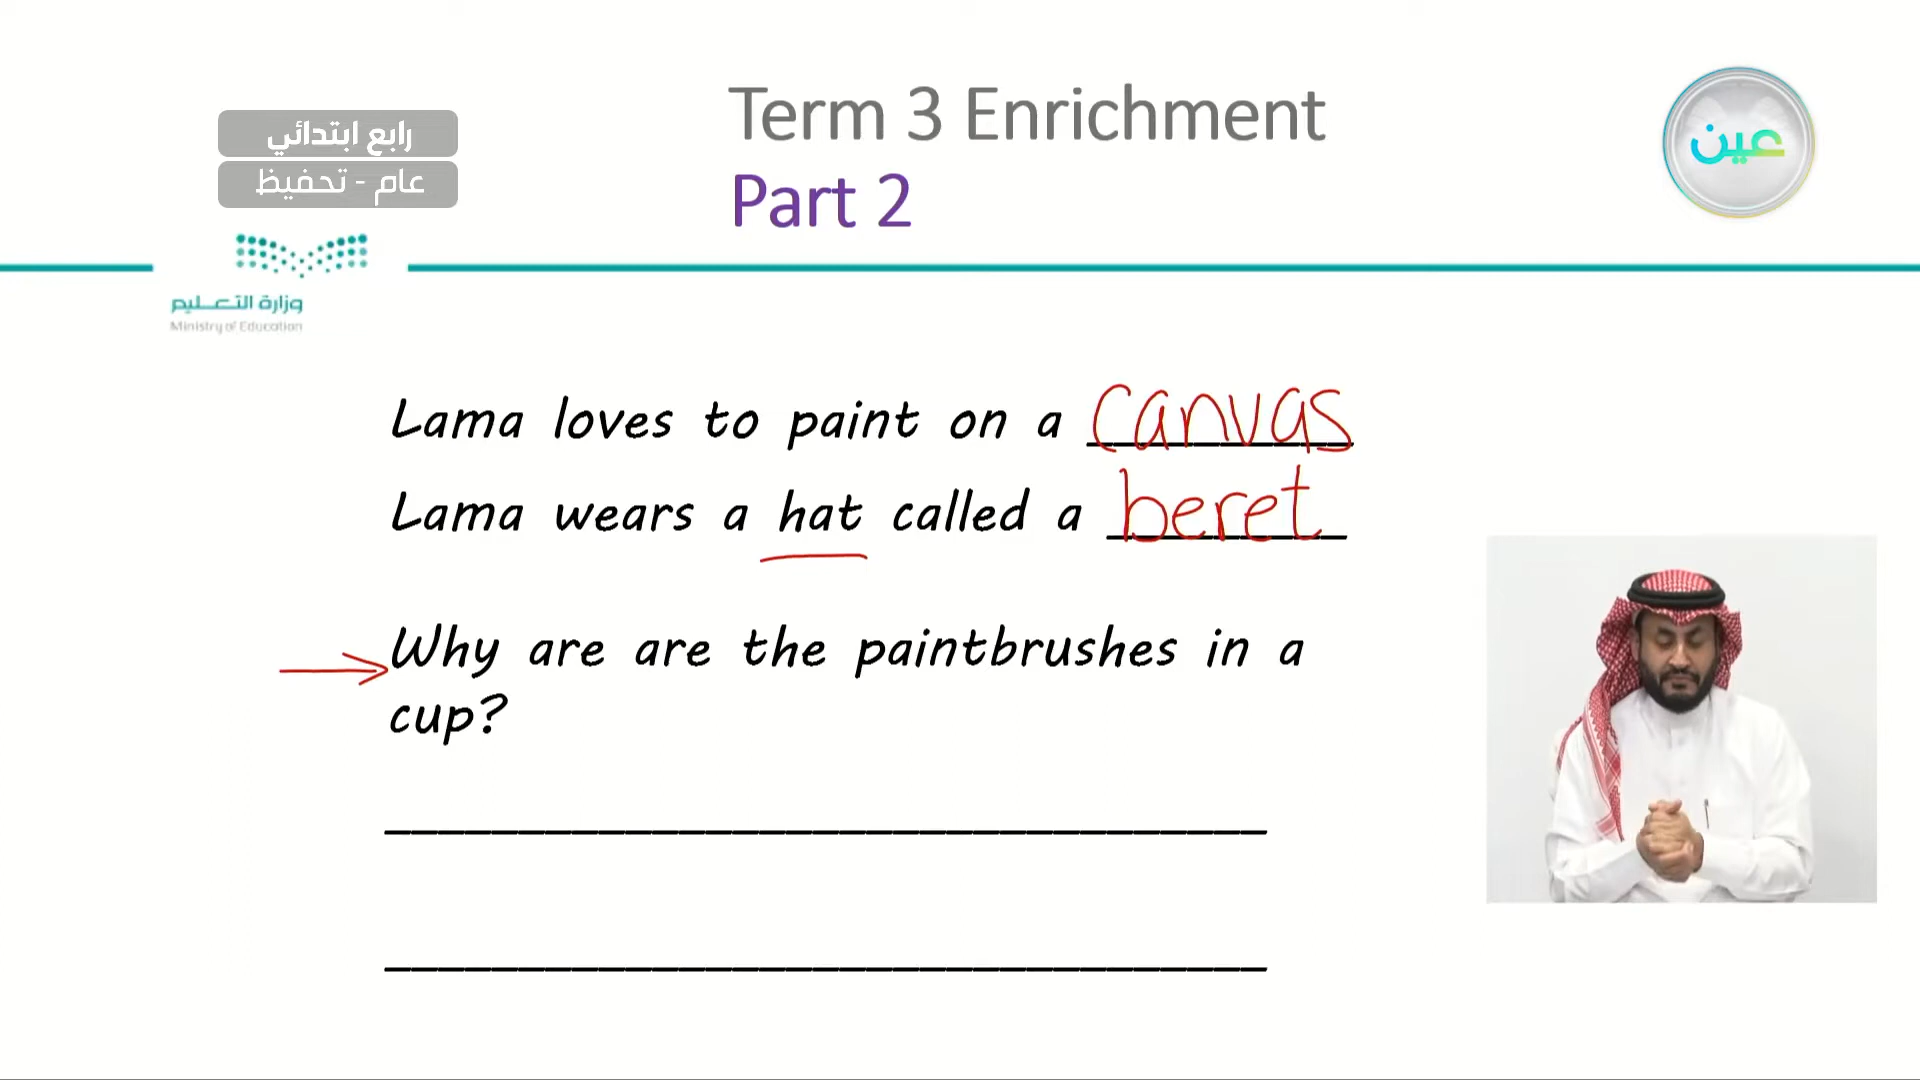 Term 3 Enrichment
Part 2
رابع ابتدائي
عام - تحفيظ
عين
وزارة التعليم
Ministry of Education
Lama loves to paint on a canvas
Lama wears a hat called a beret
Why are are the paintbrushes in a
cup?